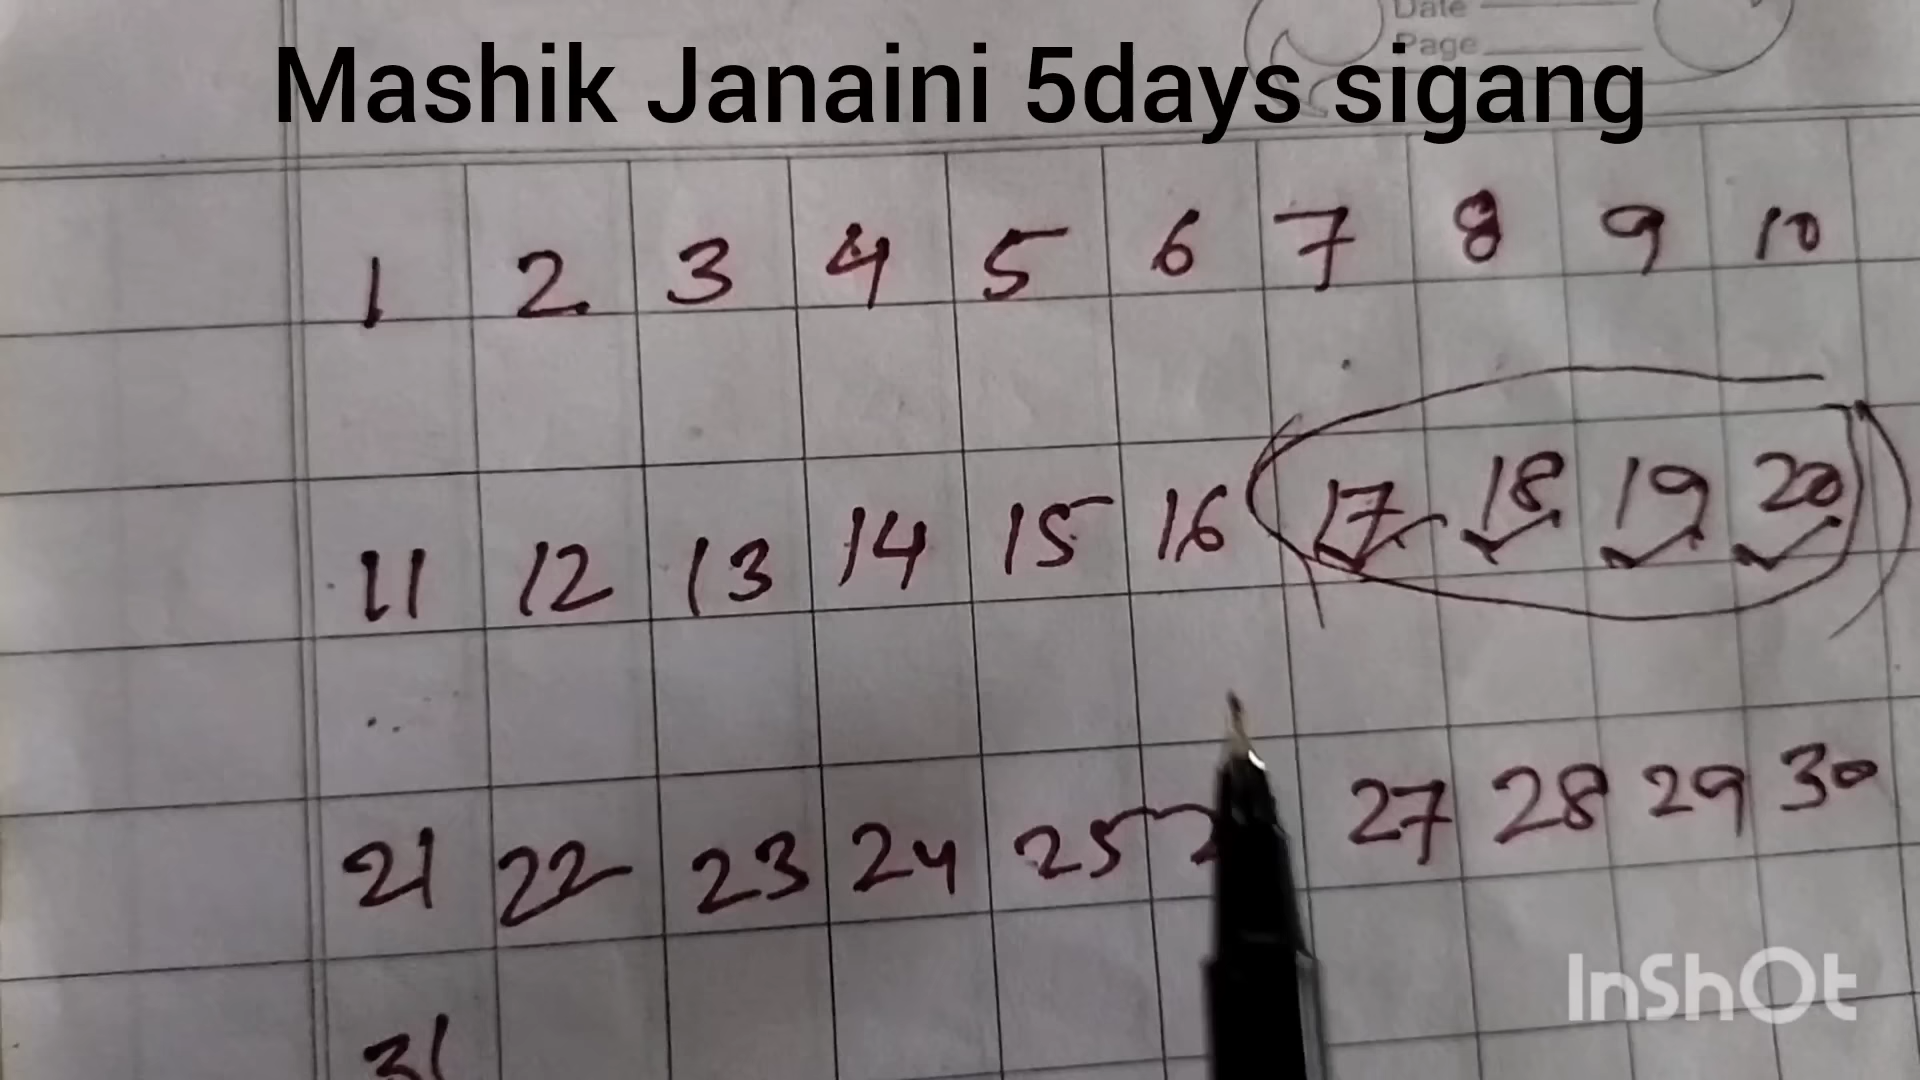 Date
Page
Mashik Janaini 5days sigang
1 2 3 4 5 6 7 8 9 10
11 12 13 14 15 16 17 18 19 20
21 22 23 24 25 27 28 29 30
31
InShOt